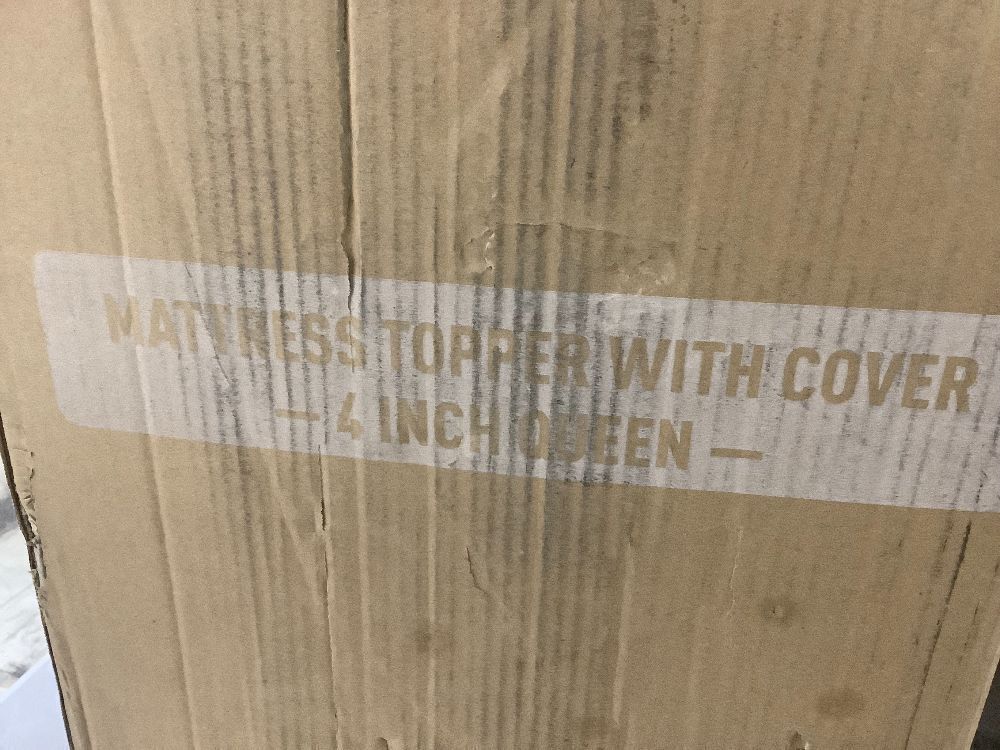 MATTRESS TOPPER WITH COVER
— 4 INCH QUEEN —